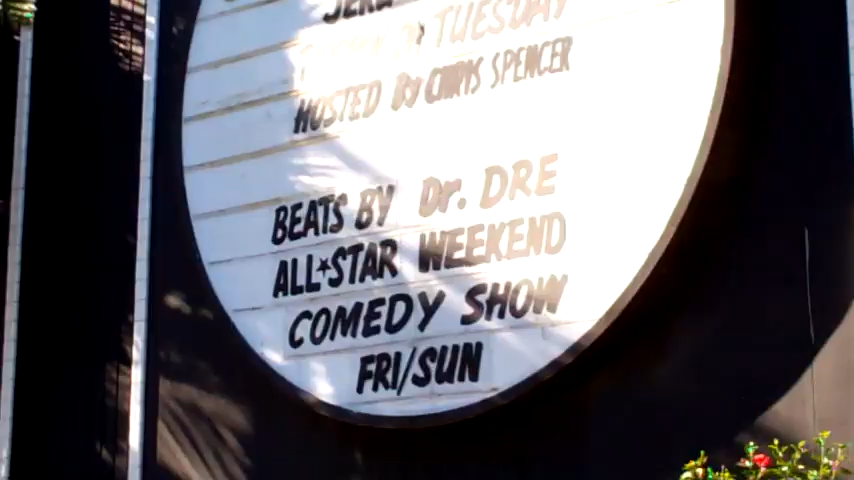 TUESDAY
HOSTED By CHRIS SPENCER
BEATS BY Dr. DRE
ALL★STAR WEEKEND
COMEDY SHOW
FRI/SUN